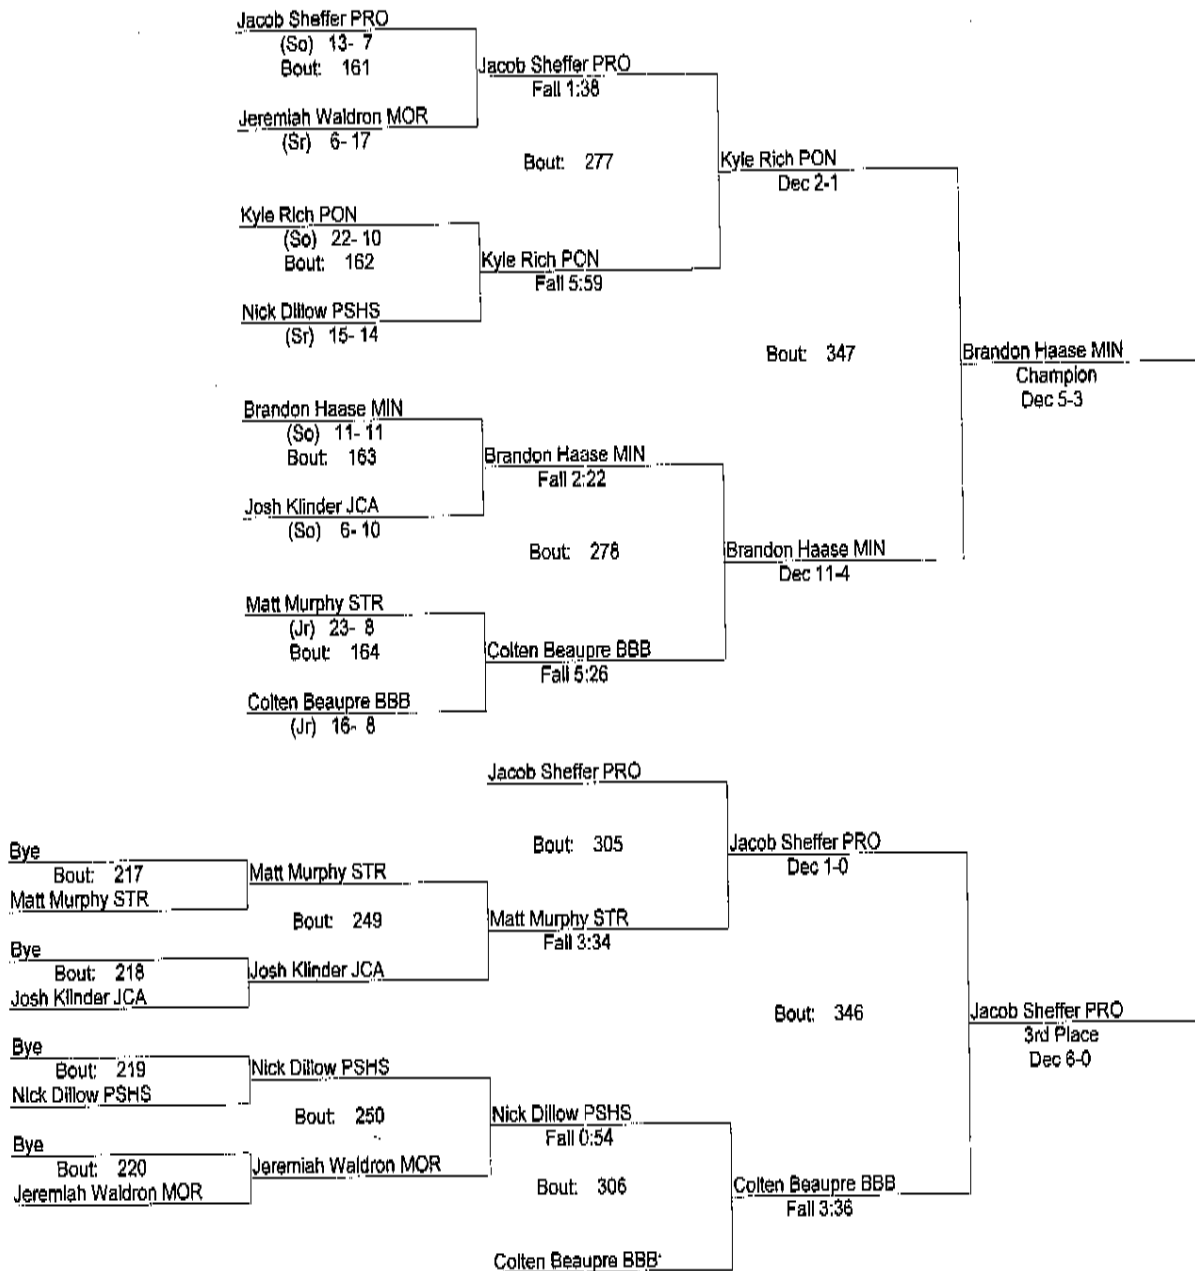 Jacob Sheffer PRO
(So) 13- 7
Bout: 161
Jacob Sheffer PRO
Fall 1:38
Jeremiah Waldron MOR
(Sr) 6- 17
Bout: 277
Kyle Rich PON
Dec 2-1
Kyle Rich PON
(So) 22- 10
Bout: 162
Kyle Rich PON
Fall 5:59
Nick Dillow PSHS
(Sr) 15- 14
Bout: 347
Brandon Haase MIN
Champion
Dec 5-3
Brandon Haase MIN
(So) 11- 11
Bout: 163
Brandon Haase MIN
Fall 2:22
Josh Klinder JCA
(So) 6- 10
Bout: 278
Brandon Haase MIN
Dec 11-4
Matt Murphy STR
(Jr) 23- 8
Bout: 164
Colten Beaupre BBB
Fall 5:26
Colten Beaupre BBB
(Jr) 16- 8
Jacob Sheffer PRO
Bout: 305
Jacob Sheffer PRO
Dec 1-0
Bye
Bout: 217
Matt Murphy STR
Matt Murphy STR
Bout: 249
Matt Murphy STR
Fall 3:34
Bye
Bout: 218
Josh Klinder JCA
Josh Klinder JCA
Bout: 346
Jacob Sheffer PRO
3rd Place
Dec 6-0
Bye
Bout: 219
Nick Dillow PSHS
Nick Dillow PSHS
Bout: 250
Nick Dillow PSHS
Fall 0:54
Bye
Bout: 220
Jeremiah Waldron MOR
Jeremiah Waldron MOR
Bout: 306
Colten Beaupre BBB
Fall 3:36
Colten Beaupre BBB